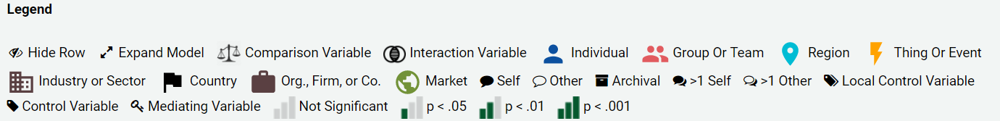 Legend
Hide Row Expand Model Comparison Variable Interaction Variable Individual Group Or Team Region Thing Or Event
Industry or Sector Country Org., Firm, or Co. Market Self Other Archival >1 Self >1 Other Local Control Variable
Control Variable Mediating Variable Not Significant p < .05 p < .01 p < .001